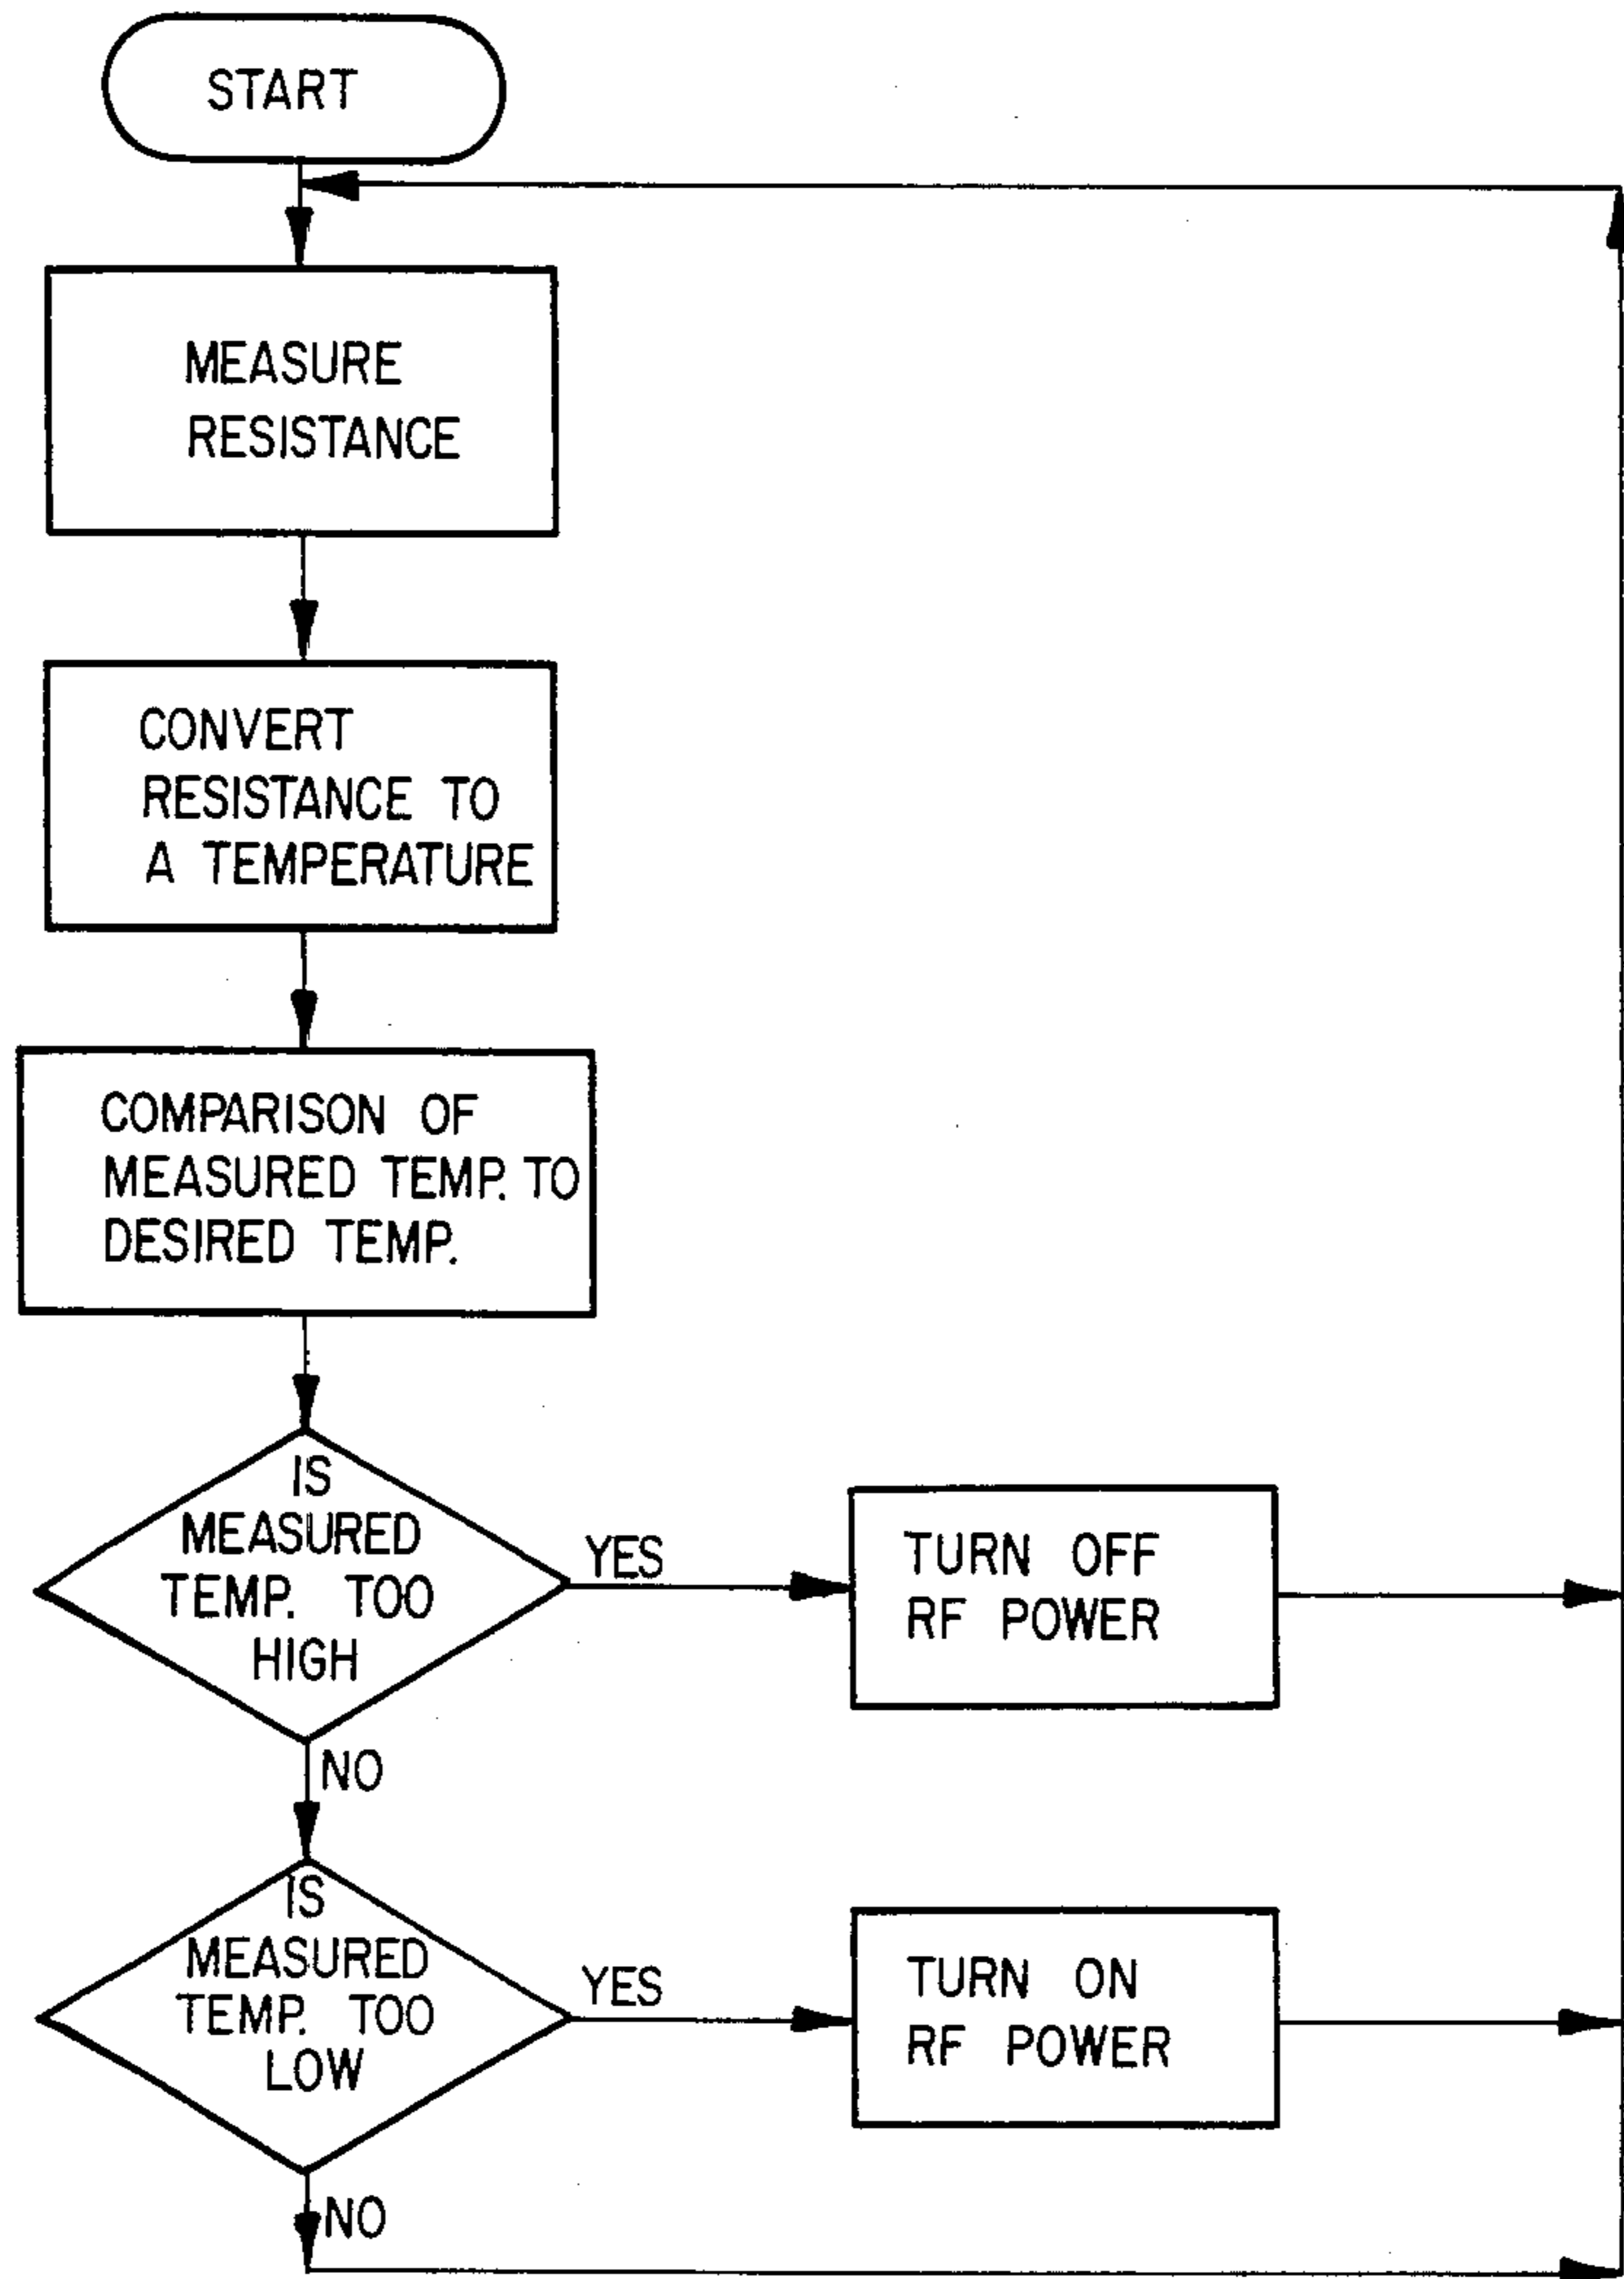 START
MEASURE
RESISTANCE
CONVERT
RESISTANCE TO
A TEMPERATURE
COMPARISON OF
MEASURED TEMP. TO
DESIRED TEMP.
IS
MEASURED
TEMP. TOO
HIGH
YES
TURN OFF
RF POWER
NO
IS
MEASURED
TEMP. TOO
LOW
YES
TURN ON
RF POWER
NO